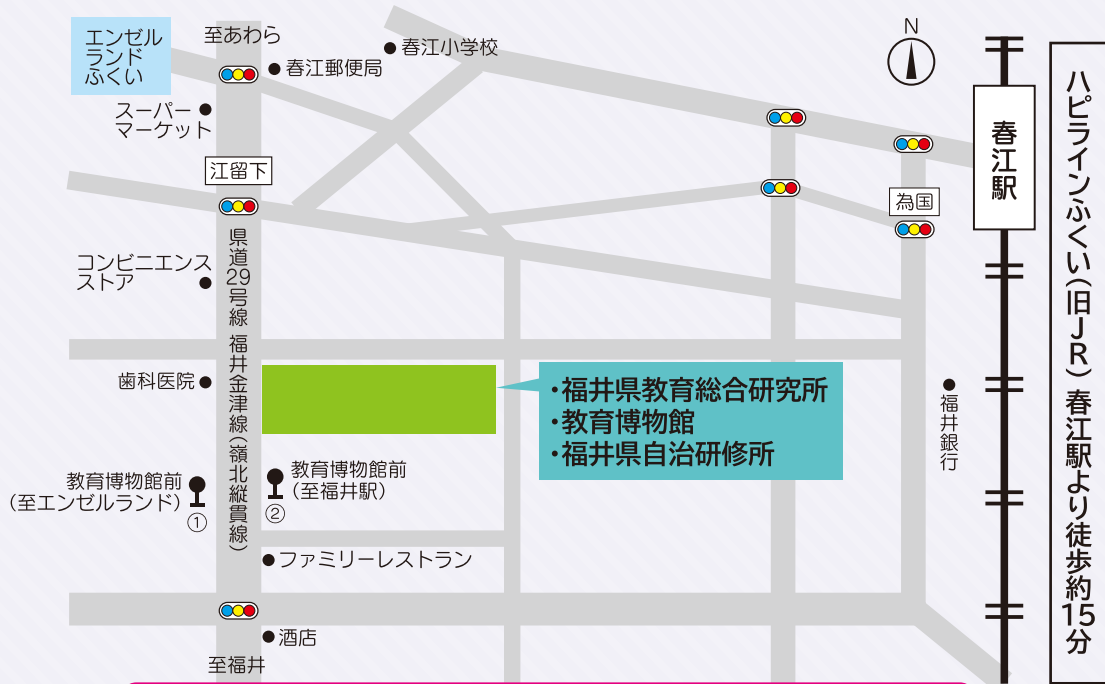 エンゼル
ランド
ふくい
至あわら
春江郵便局
春江小学校
N
スーパー
マーケット
江留下
春江駅
為国
ハピラインふくい(旧JR)春江駅より徒歩約15分
コンビニエンス
ストア
県道29号線 福井金津線(嶺北縦貫線)
歯科医院
・福井県教育総合研究所
・教育博物館
・福井県自治研修所
福井銀行
教育博物館前
(至エンゼルランド)
①
教育博物館前
(至福井駅)
②
ファミリーレストラン
酒店
至福井